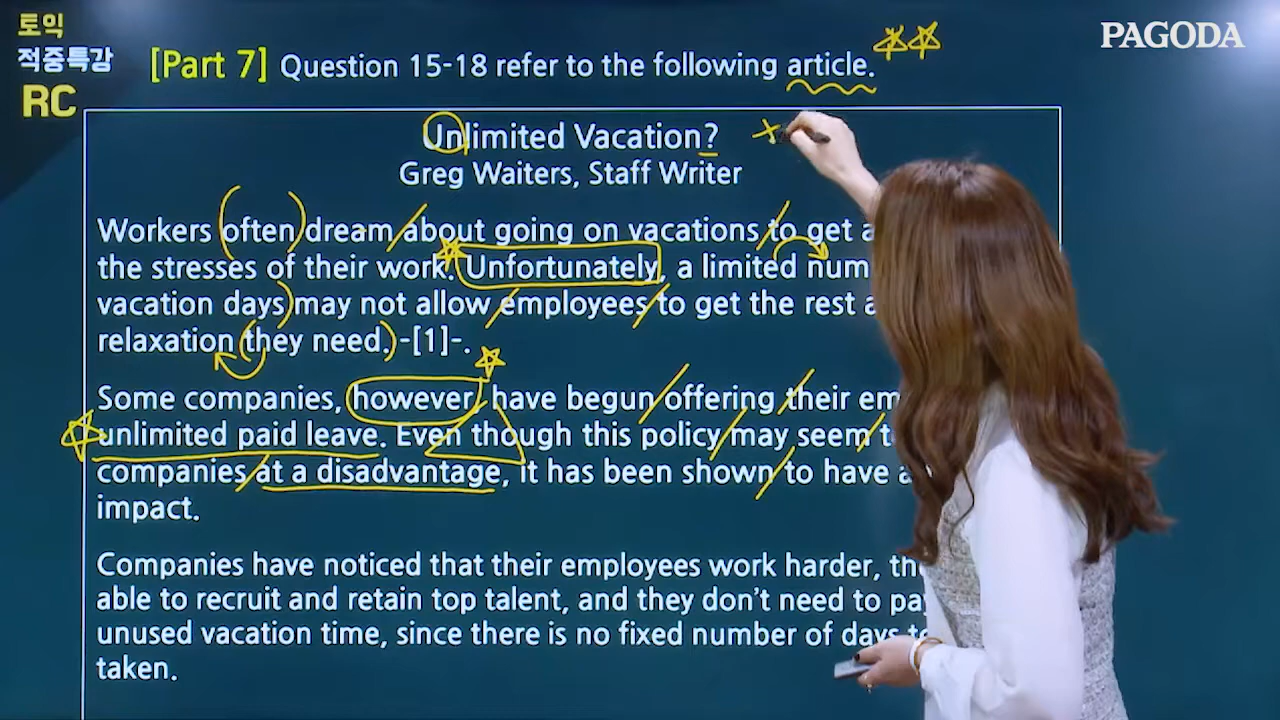 토익
적중특강
RC
PAGODA
[Part 7] Question 15-18 refer to the following article.
Unlimited Vacation?
Greg Waiters, Staff Writer
Workers often dream about going on vacations to get
the stresses of their work. Unfortunately, a limited
vacation days may not allow employees to get the rest
relaxation they need. -[1]-.
Some companies, however, have begun offering their
unlimited paid leave. Even though this policy may seem
companies at a disadvantage, it has been shown to have
impact.
Companies have noticed that their employees work harder,
able to recruit and retain top talent, and they don't need to
unused vacation time, since there is no fixed number of days
taken.